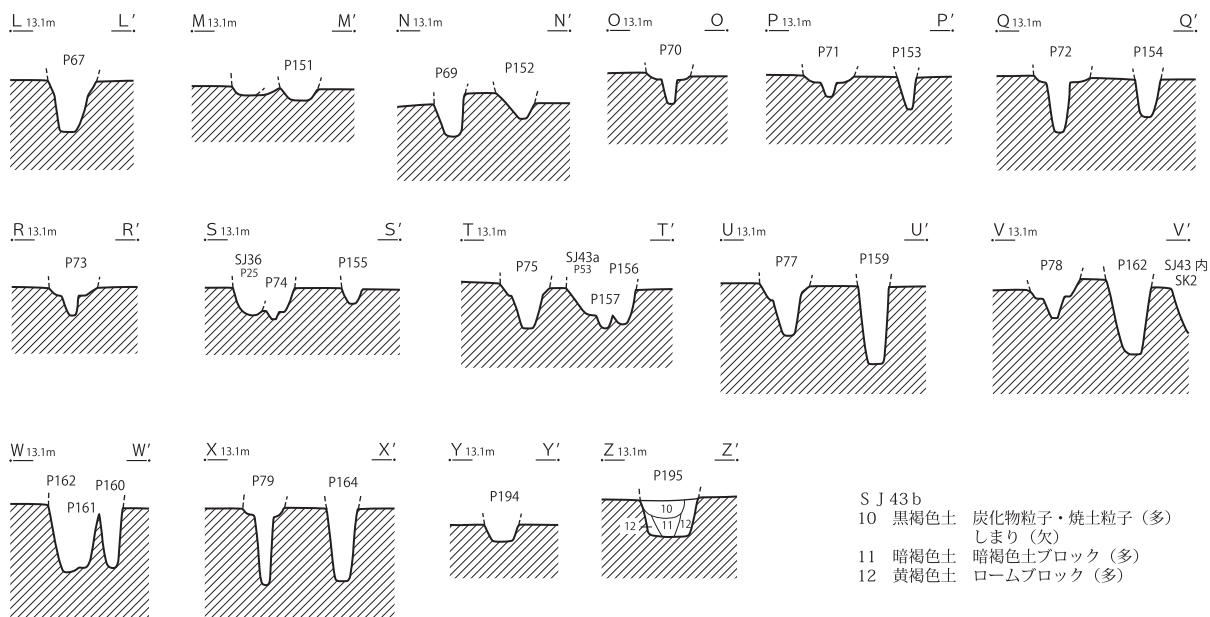 L 13.1m L′
P67
M 13.1m M′
P151
N 13.1m N′
P69 P152
O 13.1m O
P70
P 13.1m P′
P71 P153
Q 13.1m Q′
P72 P154
R 13.1m R′
P73
S 13.1m S′
SJ36
P25 P74 P155
T 13.1m T′
P75 SJ43a
P53 P156
P157
U 13.1m U′
P77 P159
V 13.1m V′
P78 P162 SJ43 内
SK2
W 13.1m W′
P162 P160
P161
X 13.1m X′
P79 P164
Y 13.1m Y′
P194
Z 13.1m Z′
P195
10
12 11 12
ＳＪ43ｂ
10 黒褐色土 炭化物粒子・焼土粒子（多）
しまり（欠）
11 暗褐色土 暗褐色土ブロック（多）
12 黄褐色土 ロームブロック（多）